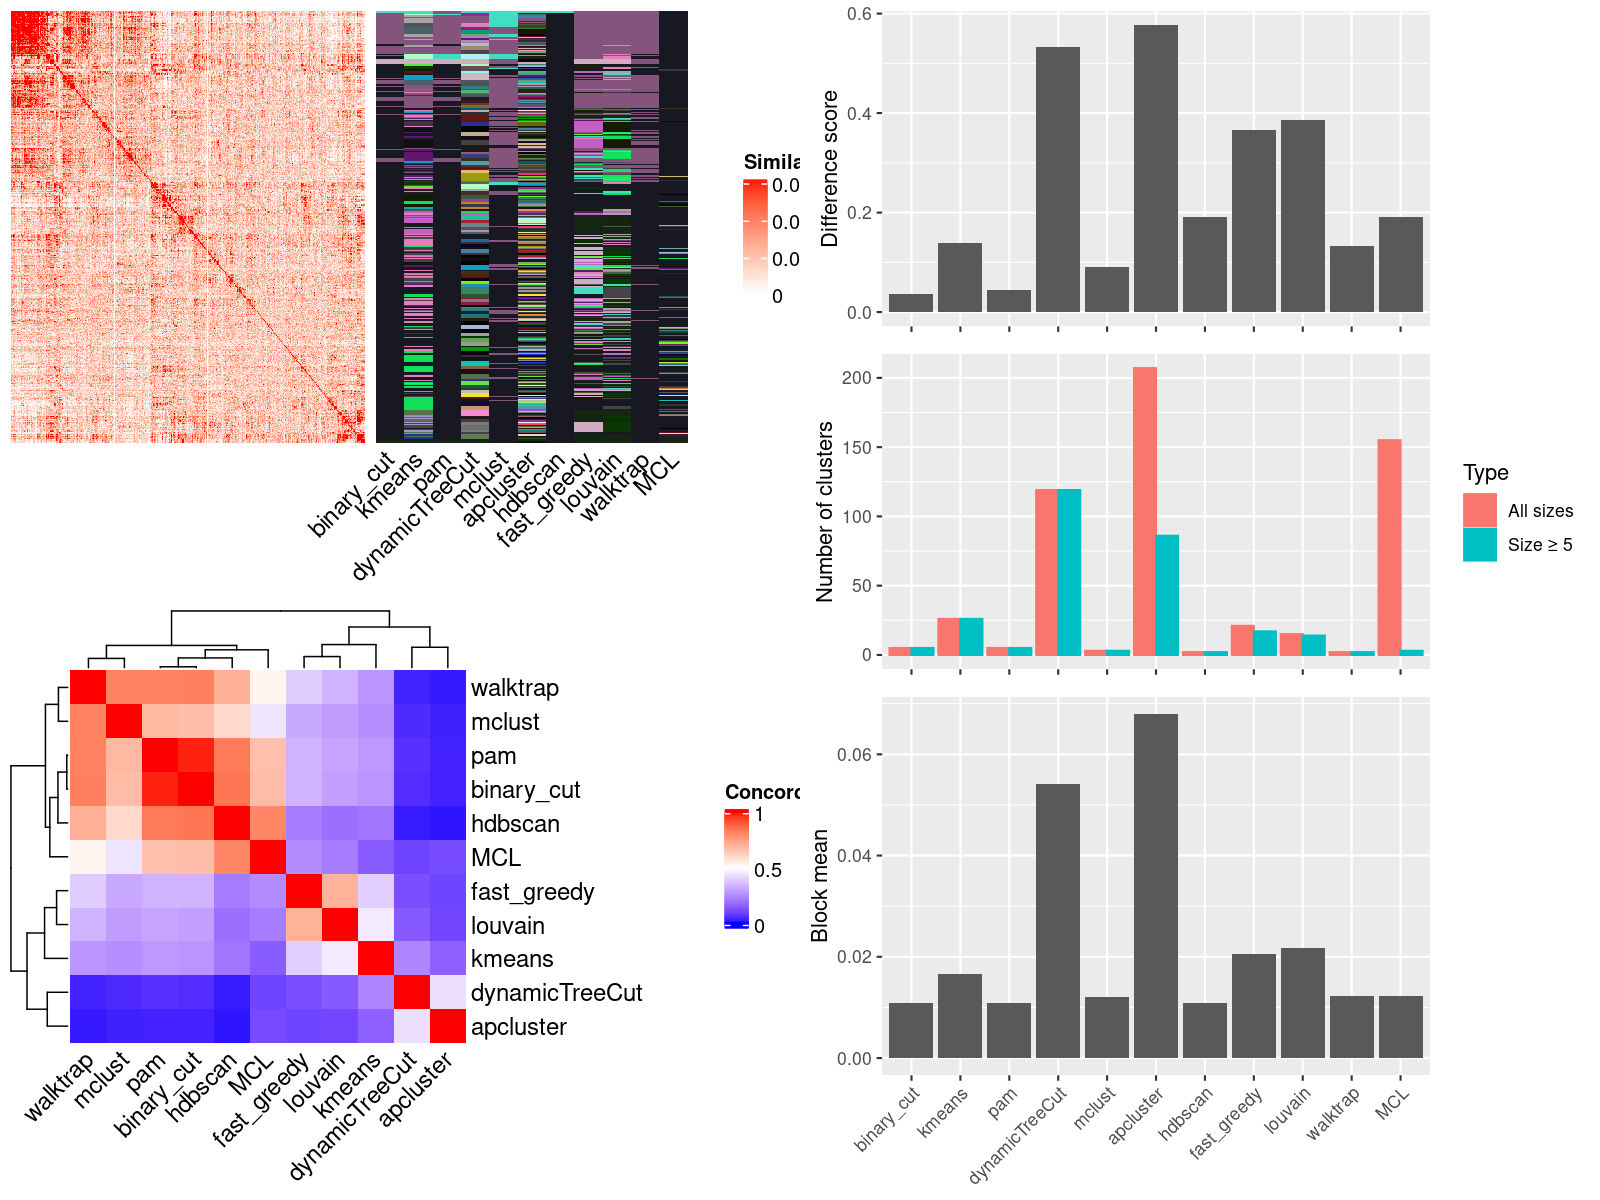 Simila
0.0
0.0
0.0
0
binary_cut
kmeans
pam
dynamicTreeCut
mclust
apcluster
hdbscan
fast_greedy
louvain
walktrap
MCL
walktrap
mclust
pam
binary_cut
hdbscan
MCL
fast_greedy
louvain
kmeans
dynamicTreeCut
apcluster
walktrap
mclust
pam
binary_cut
hdbscan
MCL
fast_greedy
louvain
kmeans
dynamicTreeCut
apcluster
Concord
1
0.5
0
Difference score
0.6
0.4
0.2
0.0
Number of clusters
200
150
100
50
0
Type
All sizes
Size ≥ 5
Block mean
0.06
0.04
0.02
0.00
binary_cut
kmeans
pam
dynamicTreeCut
mclust
apcluster
hdbscan
fast_greedy
louvain
walktrap
MCL